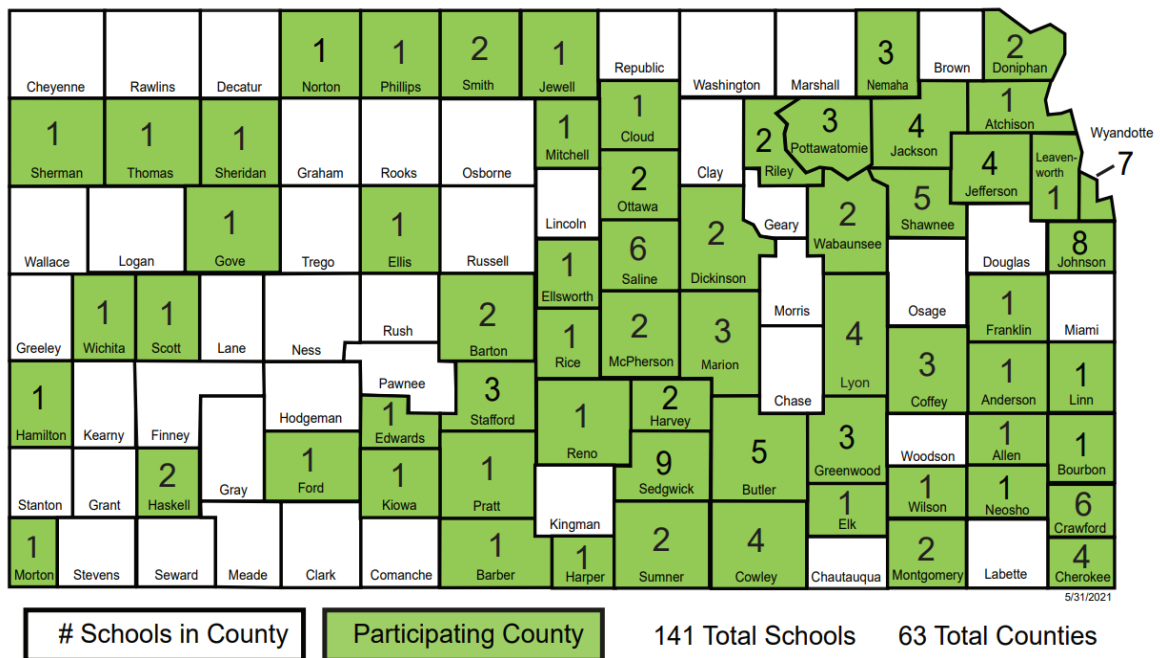 1
Norton
1
Phillips
2
Smith
1
Jewell
Republic
Washington
Marshall
3
Nemaha
Brown
2
Doniphan
Cheyenne
Rawlins
Decatur
1
Sherman
1
Thomas
1
Sheridan
Graham
Rooks
Osborne
1
Mitchell
1
Cloud
Clay
2
Riley
3
Pottawatomie
4
Jackson
1
Atchison
Wyandotte
7
4
Jefferson
Leaven-
worth
1
Wallace
Logan
1
Gove
Trego
1
Ellis
Russell
Lincoln
2
Ottawa
2
Dickinson
Geary
2
Wabaunsee
5
Shawnee
Douglas
8
Johnson
Greeley
1
Wichita
1
Scott
Lane
Ness
Rush
2
Barton
1
Ellsworth
6
Saline
Morris
Osage
1
Franklin
Miami
1
Rice
2
McPherson
3
Marion
Chase
4
Lyon
3
Coffey
1
Anderson
1
Linn
1
Hamilton
Kearny
Finney
Hodgeman
Pawnee
1
Edwards
3
Stafford
1
Reno
2
Harvey
Stanton
Grant
2
Haskell
Gray
1
Ford
1
Kiowa
1
Pratt
Kingman
9
Sedgwick
5
Butler
3
Greenwood
Woodson
1
Allen
1
Bourbon
1
Elk
1
Wilson
1
Neosho
6
Crawford
1
Morton
Stevens
Seward
Meade
Clark
Comanche
1
Barber
1
Harper
2
Sumner
4
Cowley
Chautauqua
2
Montgomery
Labette
4
Cherokee
5/31/2021
# Schools in County
Participating County
141 Total Schools
63 Total Counties